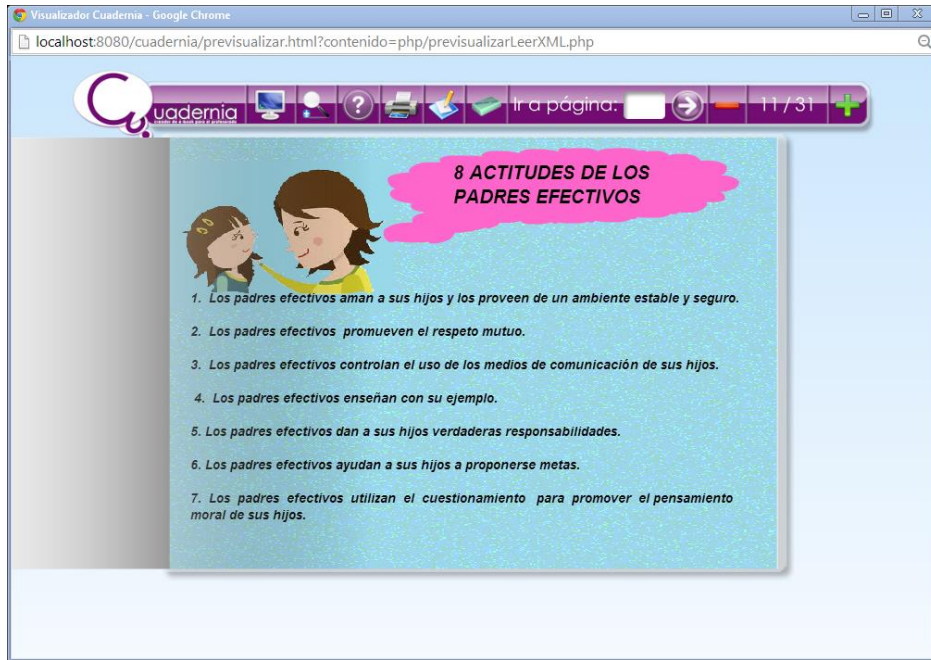 Visualizador Cuadernia - Google Chrome
localhost:8080/cuadernia/previsualizar.html?contenido=php/previsualizarLeerXML.php
Cuadernia
Ir a página:
11 / 31
8 ACTITUDES DE LOS
PADRES EFECTIVOS
1. Los padres efectivos aman a sus hijos y los proveen de un ambiente estable y seguro.
2. Los padres efectivos promueven el respeto mutuo.
3. Los padres efectivos controlan el uso de los medios de comunicación de sus hijos.
4. Los padres efectivos enseñan con su ejemplo.
5. Los padres efectivos dan a sus hijos verdaderas responsabilidades.
6. Los padres efectivos ayudan a sus hijos a proponerse metas.
7. Los padres efectivos utilizan el cuestionamiento para promover el pensamiento
moral de sus hijos.